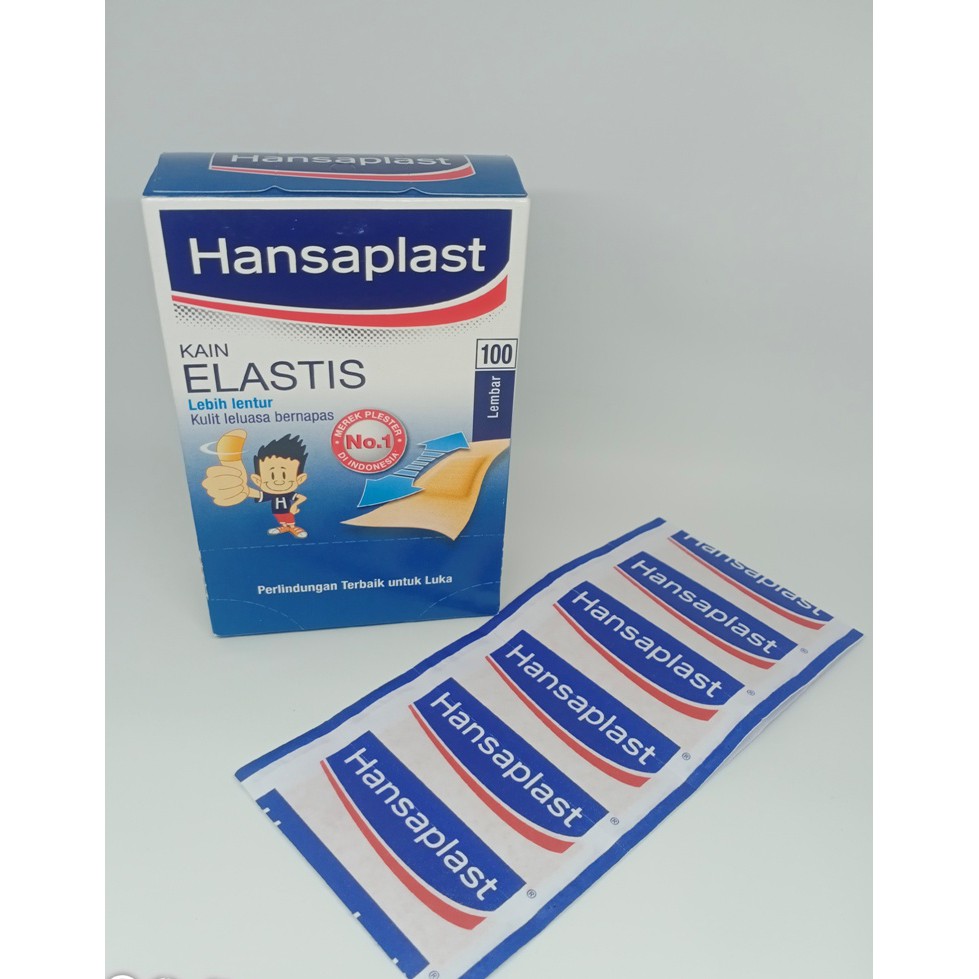 Hansaplast
Hansaplast
KAIN
ELASTIS
100
Lembar
Lebih lentur
Kulit leluasa bernapas
MEREK PLESTER
No.1
DI INDONESIA
H
Perlindungan Terbaik untuk Luka
Hansaplast
Hansaplast
®
Hansaplast
®
Hansaplast
®
Hansaplast
®
Hansaplast
®